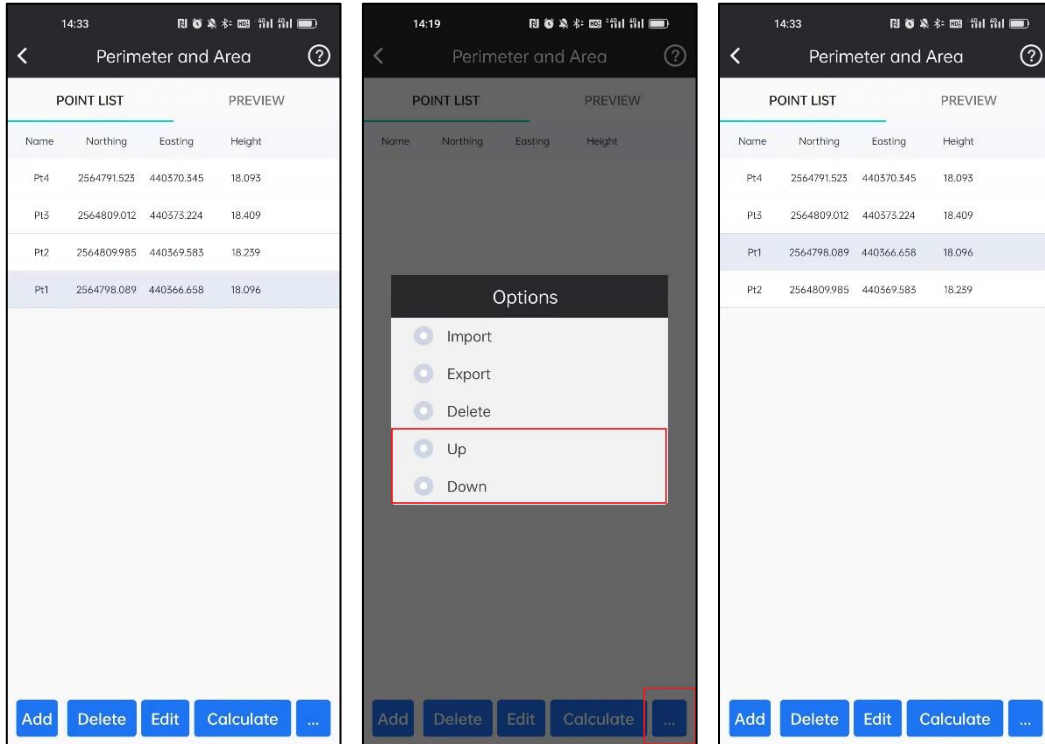 14:33
Perimeter and Area
POINT LIST PREVIEW
Name Northing Easting Height
Pt4 2564791.523 440370.345 18.093
Pt3 2564809.012 440373.224 18.409
Pt2 2564809.985 440369.583 18.239
Pt1 2564798.089 440366.658 18.096
Add Delete Edit Calculate ...
14:19
Perimeter and Area
POINT LIST PREVIEW
Name Northing Easting Height
Options
Import
Export
Delete
Up
Down
Add Delete Edit Calculate ...
14:33
Perimeter and Area
POINT LIST PREVIEW
Name Northing Easting Height
Pt4 2564791.523 440370.345 18.093
Pt3 2564809.012 440373.224 18.409
Pt1 2564798.089 440366.658 18.096
Pt2 2564809.985 440369.583 18.239
Add Delete Edit Calculate ...